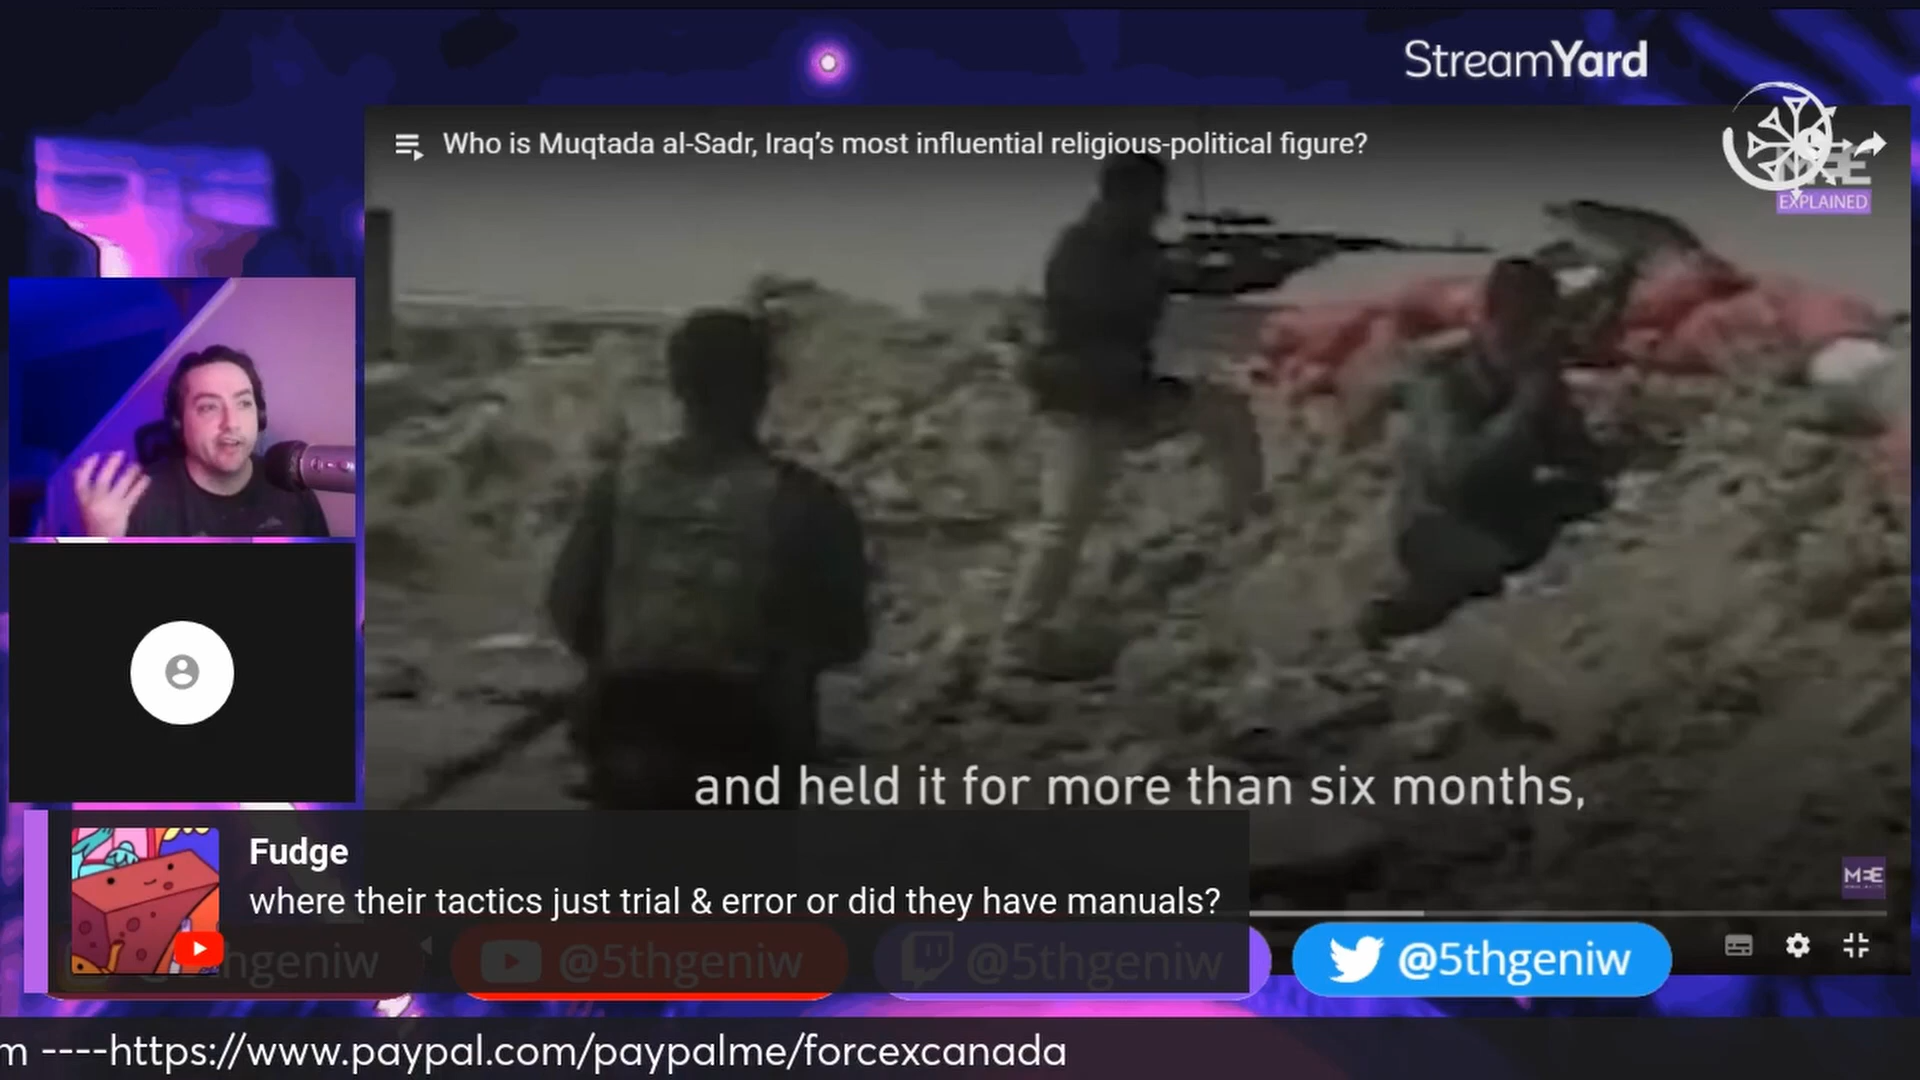 StreamYard
Who is Muqtada al-Sadr, Iraq's most influential religious-political figure?
EXPLAINED
and held it for more than six months,
Fudge
where their tactics just trial & error or did they have manuals?
hgeniw
@5thgeniw
@5thgeniw
@5thgeniw
MEE
m ----https://www.paypal.com/paypalme/forcexcanada